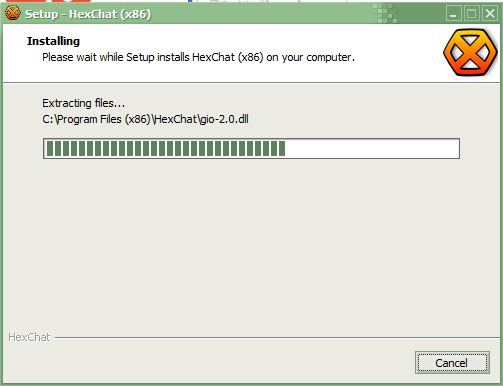 Setup - HexChat (x86)
Installing
Please wait while Setup installs HexChat (x86) on your computer.
Extracting files...
C:\Program Files (x86)\HexChat\gio-2.0.dll
HexChat
Cancel